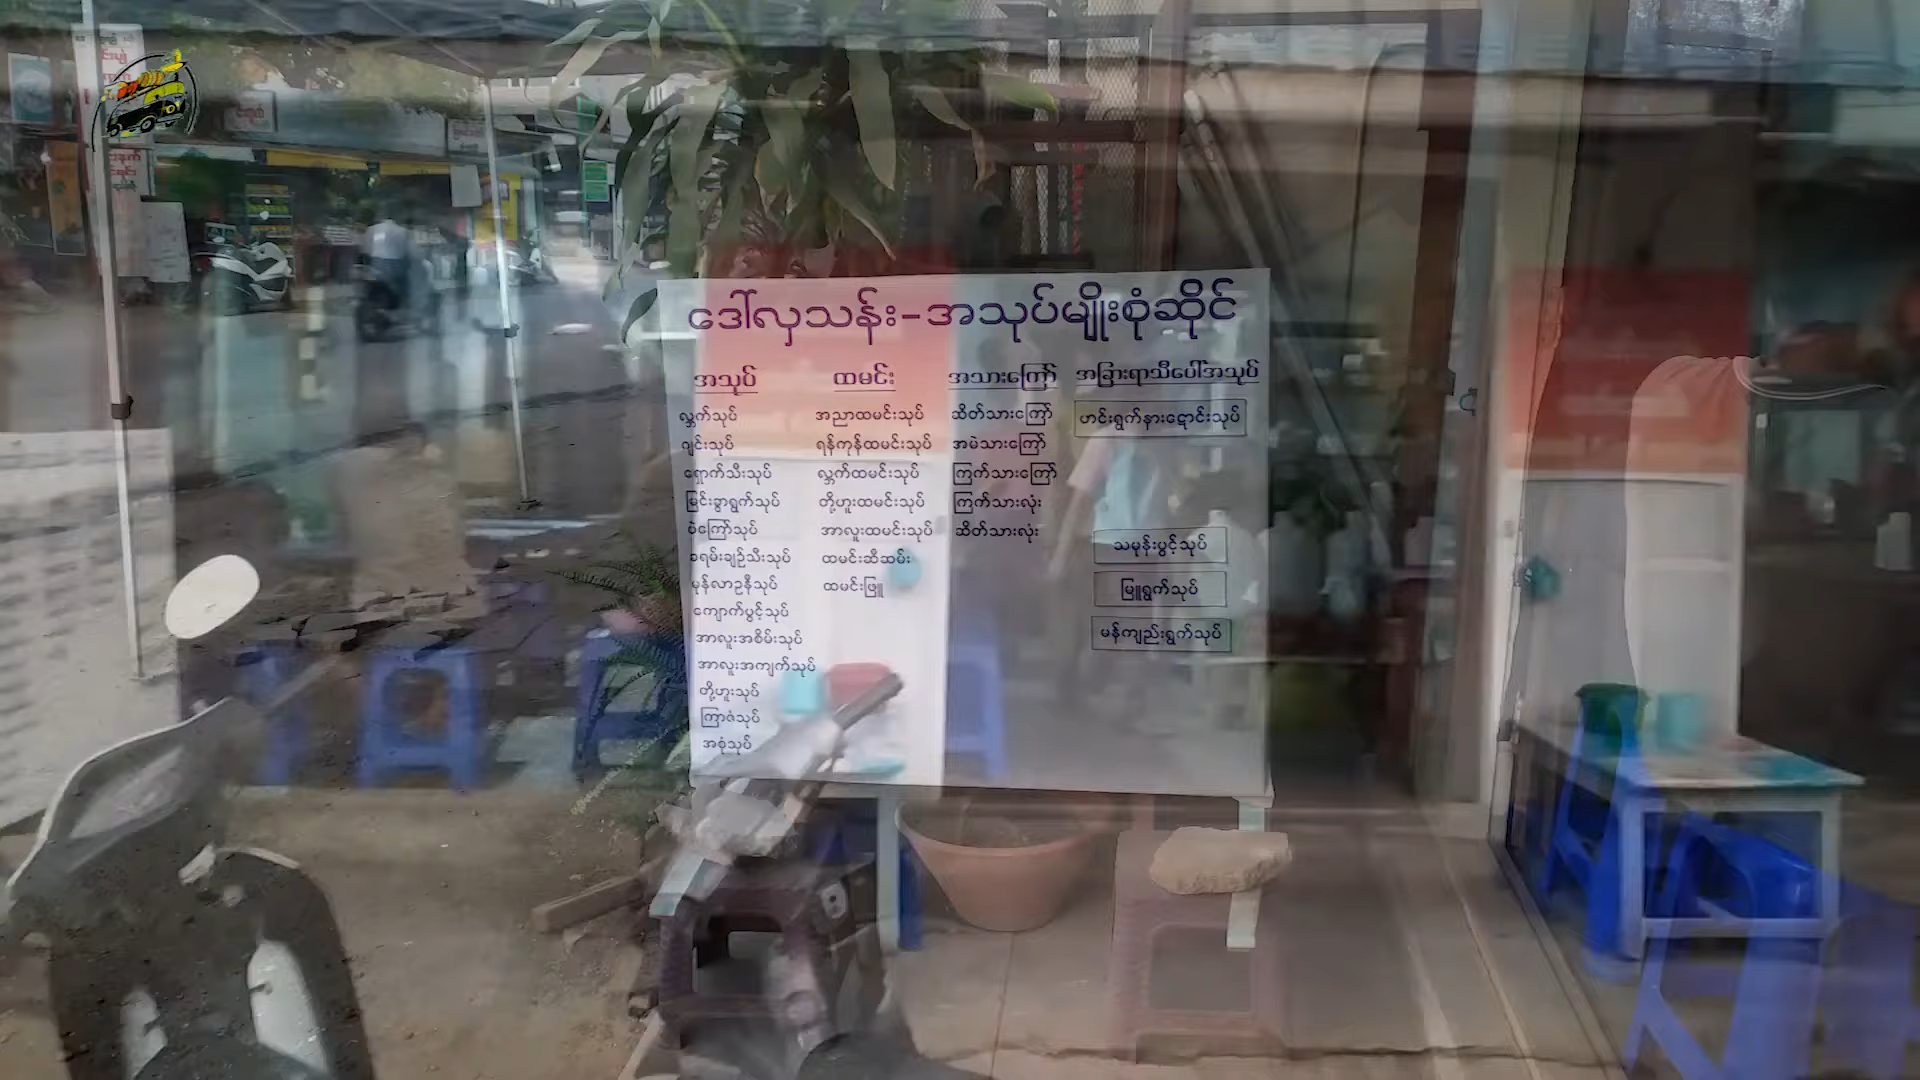 ဒေါ်လှသန်း-အသုပ်မျိုးစုံဆိုင်
အသုပ်
လ္ဘက်သုပ်
ဂျင်းသုပ်
ရှောက်သီးသုပ်
မြင်းခွာရွက်သုပ်
ပဲကြော်သုပ်
ခရမ်းချဉ်သီးသုပ်
မုန်လာဥနီသုပ်
ကျောက်ပွင့်သုပ်
အာလူးအစိမ်းသုပ်
အာလူးအကျက်သုပ်
တို့ဟူးသုပ်
ကြာဇံသုပ်
အစုံသုပ်
ထမင်း
အညာထမင်းသုပ်
ရန်ကုန်ထမင်းသုပ်
လ္ဘက်ထမင်းသုပ်
တို့ဟူးထမင်းသုပ်
အာလူးထမင်းသုပ်
ထမင်းဆီဆမ်း
ထမင်းဖြူ
အသားကြော်
ဆိတ်သားကြော်
အမဲသားကြော်
ကြက်သားကြော်
ကြက်သားလုံး
ဆိတ်သားလုံး
အခြားရာသီပေါ်အသုပ်
ဟင်းရွက်နားဋောင်းသုပ်
သမုန်းပွင့်သုပ်
မြူရွက်သုပ်
မန်ကျည်းရွက်သုပ်